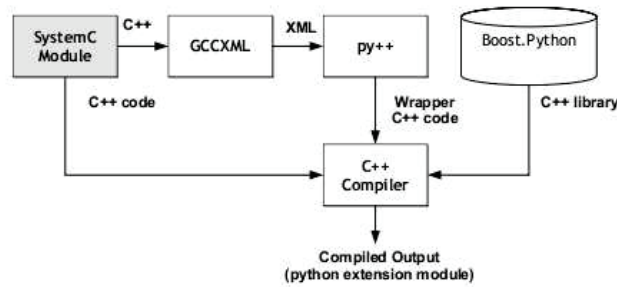 SystemC
Module
C++
GCCXML
XML
py++
Boost.Python
C++ code
Wrapper
C++ code
C++ library
C++
Compiler
Compiled Output
(python extension module)